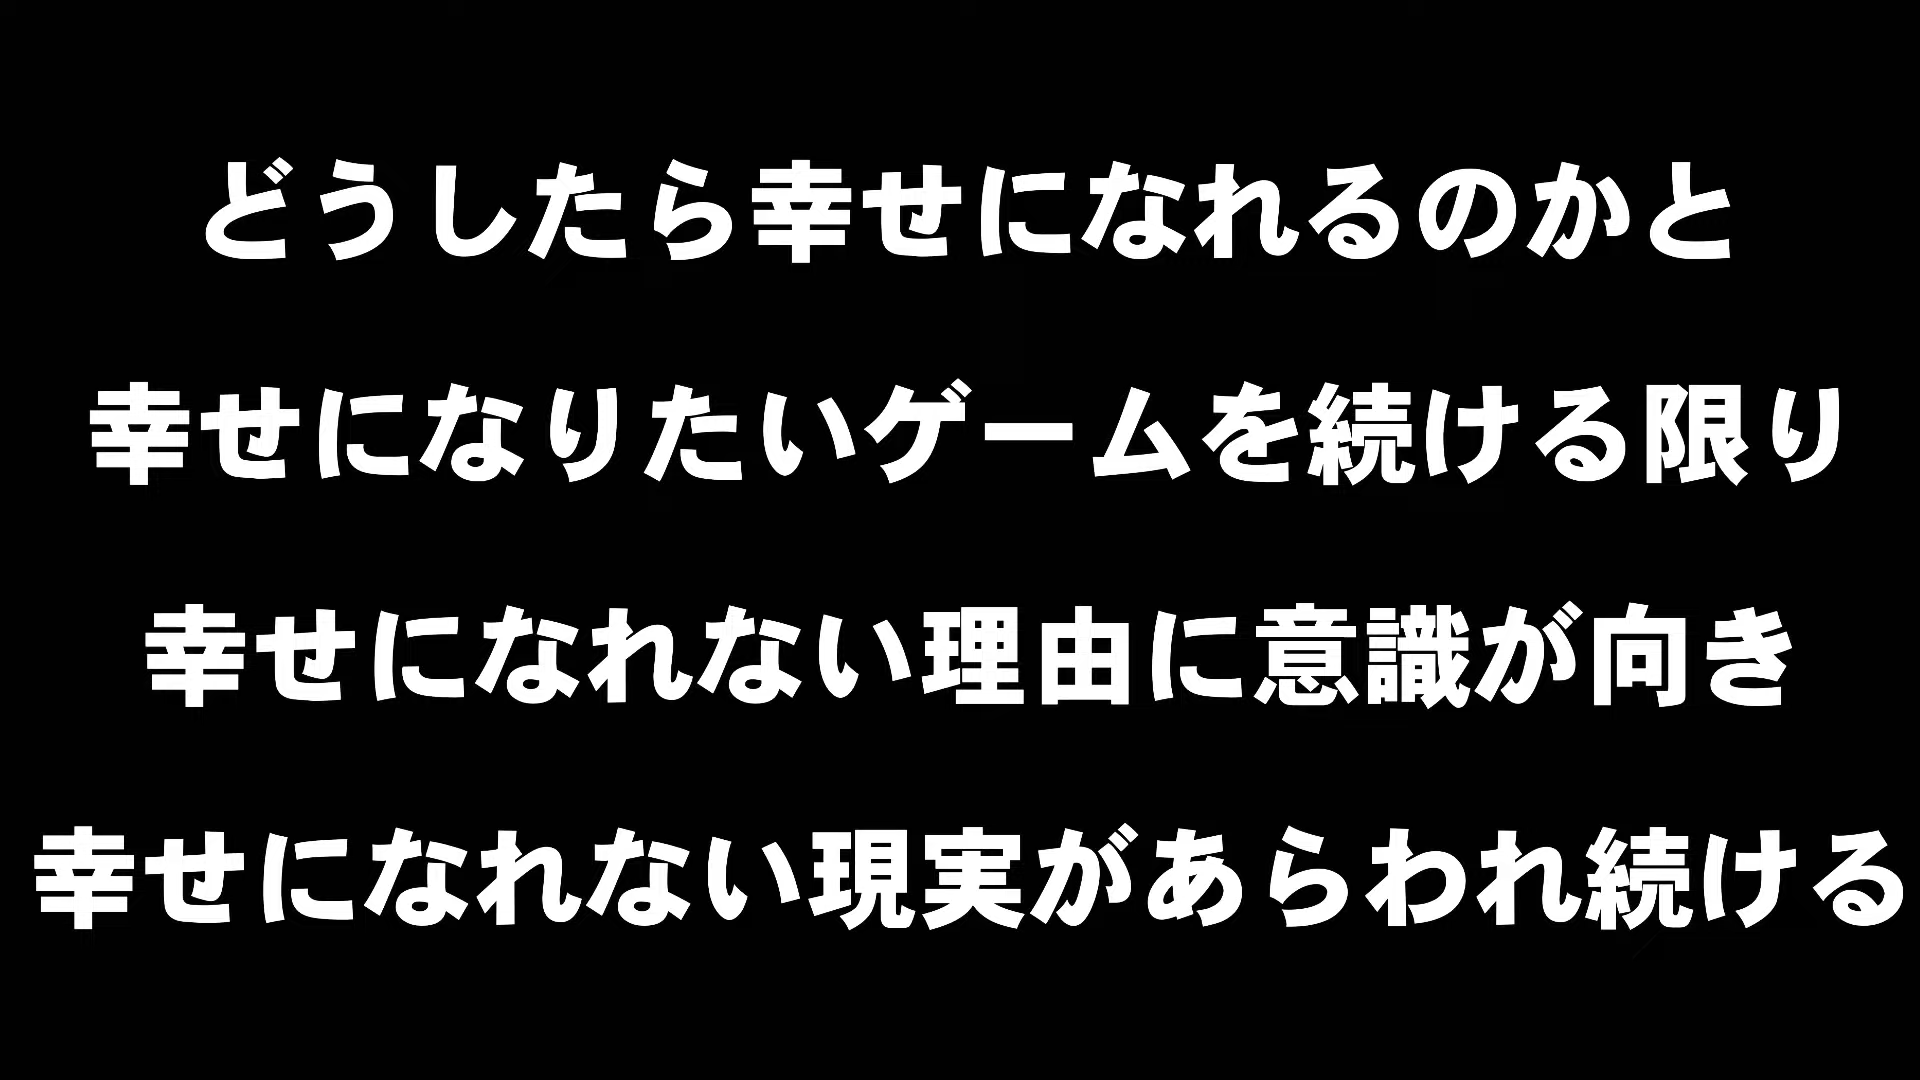 どうしたら幸せになれるのかと
幸せになりたいゲームを続ける限り
幸せになれない理由に意識が向き
幸せになれない現実があらわれ続ける